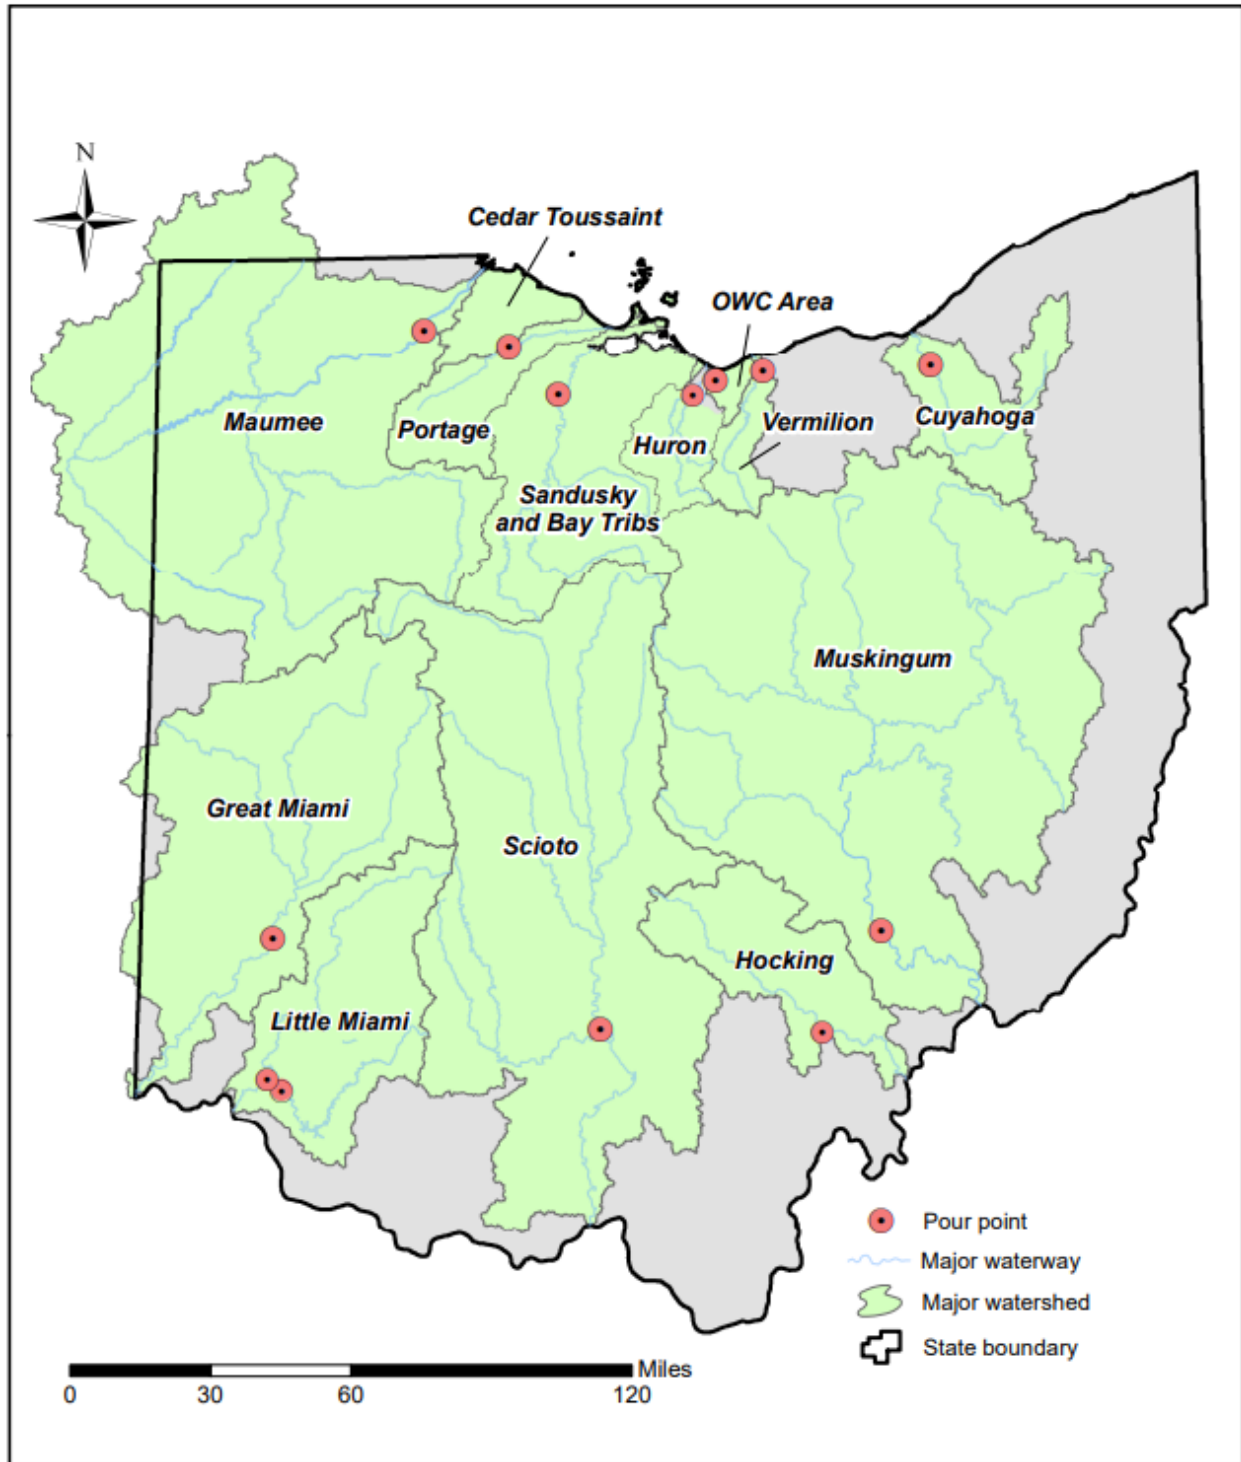 N
Cedar Toussaint
OWC Area
Maumee
Portage
Huron
Vermilion
Cuyahoga
Sandusky
and Bay Tribs
Muskingum
Great Miami
Scioto
Hocking
Little Miami
Pour point
Major waterway
Major watershed
State boundary
Miles
0 30 60 120